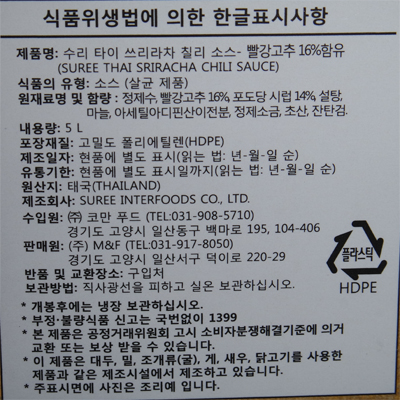 식품위생법에 의한 한글표시사항
제품명: 수리 타이 쓰리라차 칠리 소스- 빨강고추 16%함유
(SUREE THAI SRIRACHA CHILI SAUCE)
식품의 유형: 소스 (살균 제품)
원재료명 및 함량 : 정제수, 빨강고추 16%, 포도당 시럽 14%, 설탕,
마늘, 아세틸아디핀산이전분, 정제소금, 초산, 잔탄검.
내용량: 5 L
포장재질: 고밀도 폴리에틸렌(HDPE)
제조일자: 현품에 별도 표시(읽는 법: 년-월-일 순)
유통기한: 현품에 별도 표시일까지(읽는 법: 년-월-일 순)
원산지: 태국(THAILAND)
제조회사: SUREE INTERFOODS CO., LTD.
수입원: ㈜ 코만 푸드 (TEL:031-908-5710)
경기도 고양시 일산동구 백마로 195, 104-406
판매원: (주) M&F (TEL:031-917-8050)
경기도 고양시 일산서구 덕이로 220-29
반품 및 교환장소: 구입처
보관방법: 직사광선을 피하고 실온 보관하십시오.
플라스틱
HDPE
* 개봉후에는 냉장 보관하십시오.
* 부정·불량식품 신고는 국번없이 1399
* 본 제품은 공정거래위원회 고시 소비자분쟁해결기준에 의거
교환 또는 보상 받을 수 있습니다.
* 이 제품은 대두, 밀, 조개류(굴), 게, 새우, 닭고기를 사용한
제품과 같은 제조시설에서 제조하고 있습니다.
* 주표시면에 사진은 조리예 입니다.